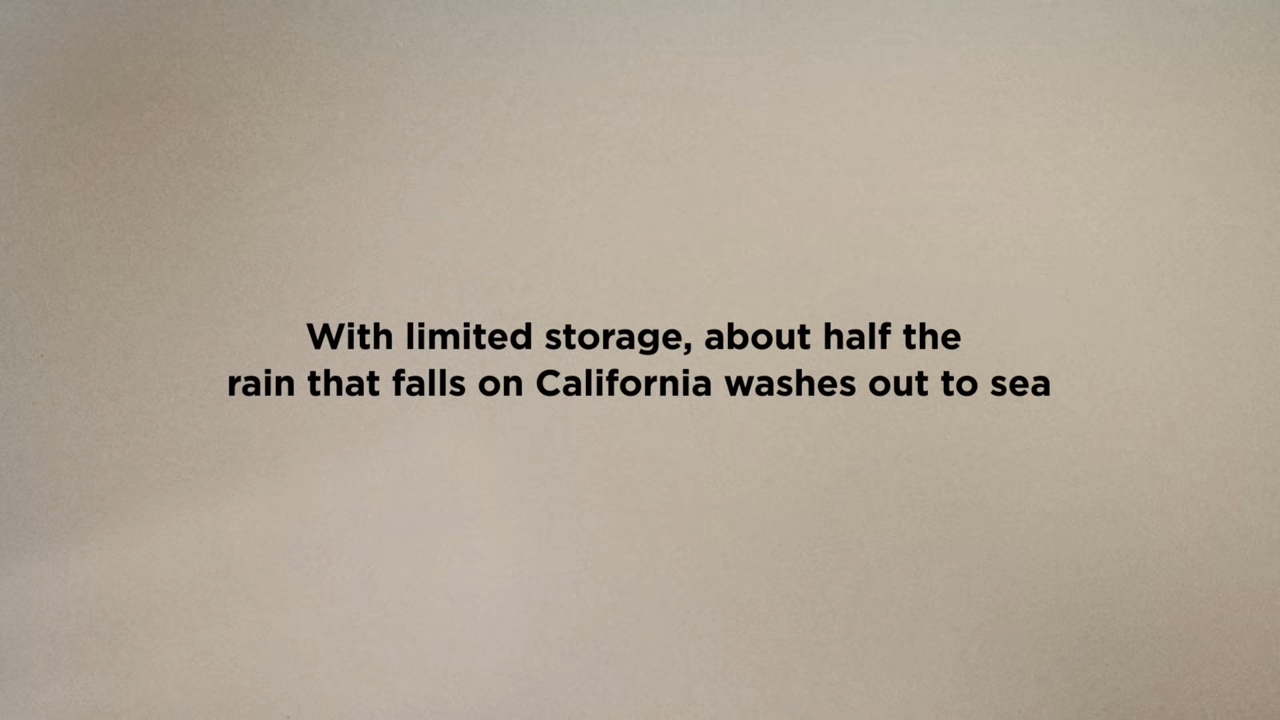 With limited storage, about half the
rain that falls on California washes out to sea